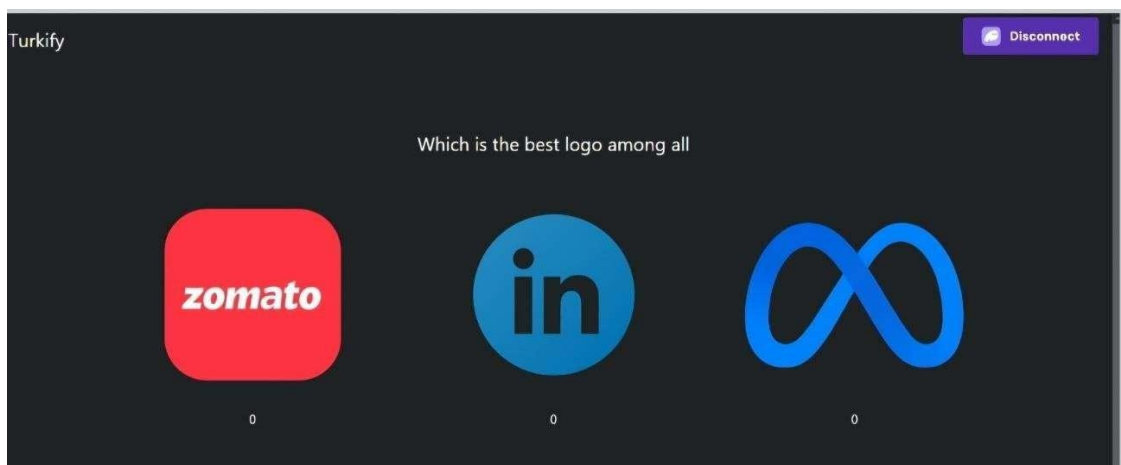 Turkify
Disconnect
Which is the best logo among all
zomato
in
0
0
0